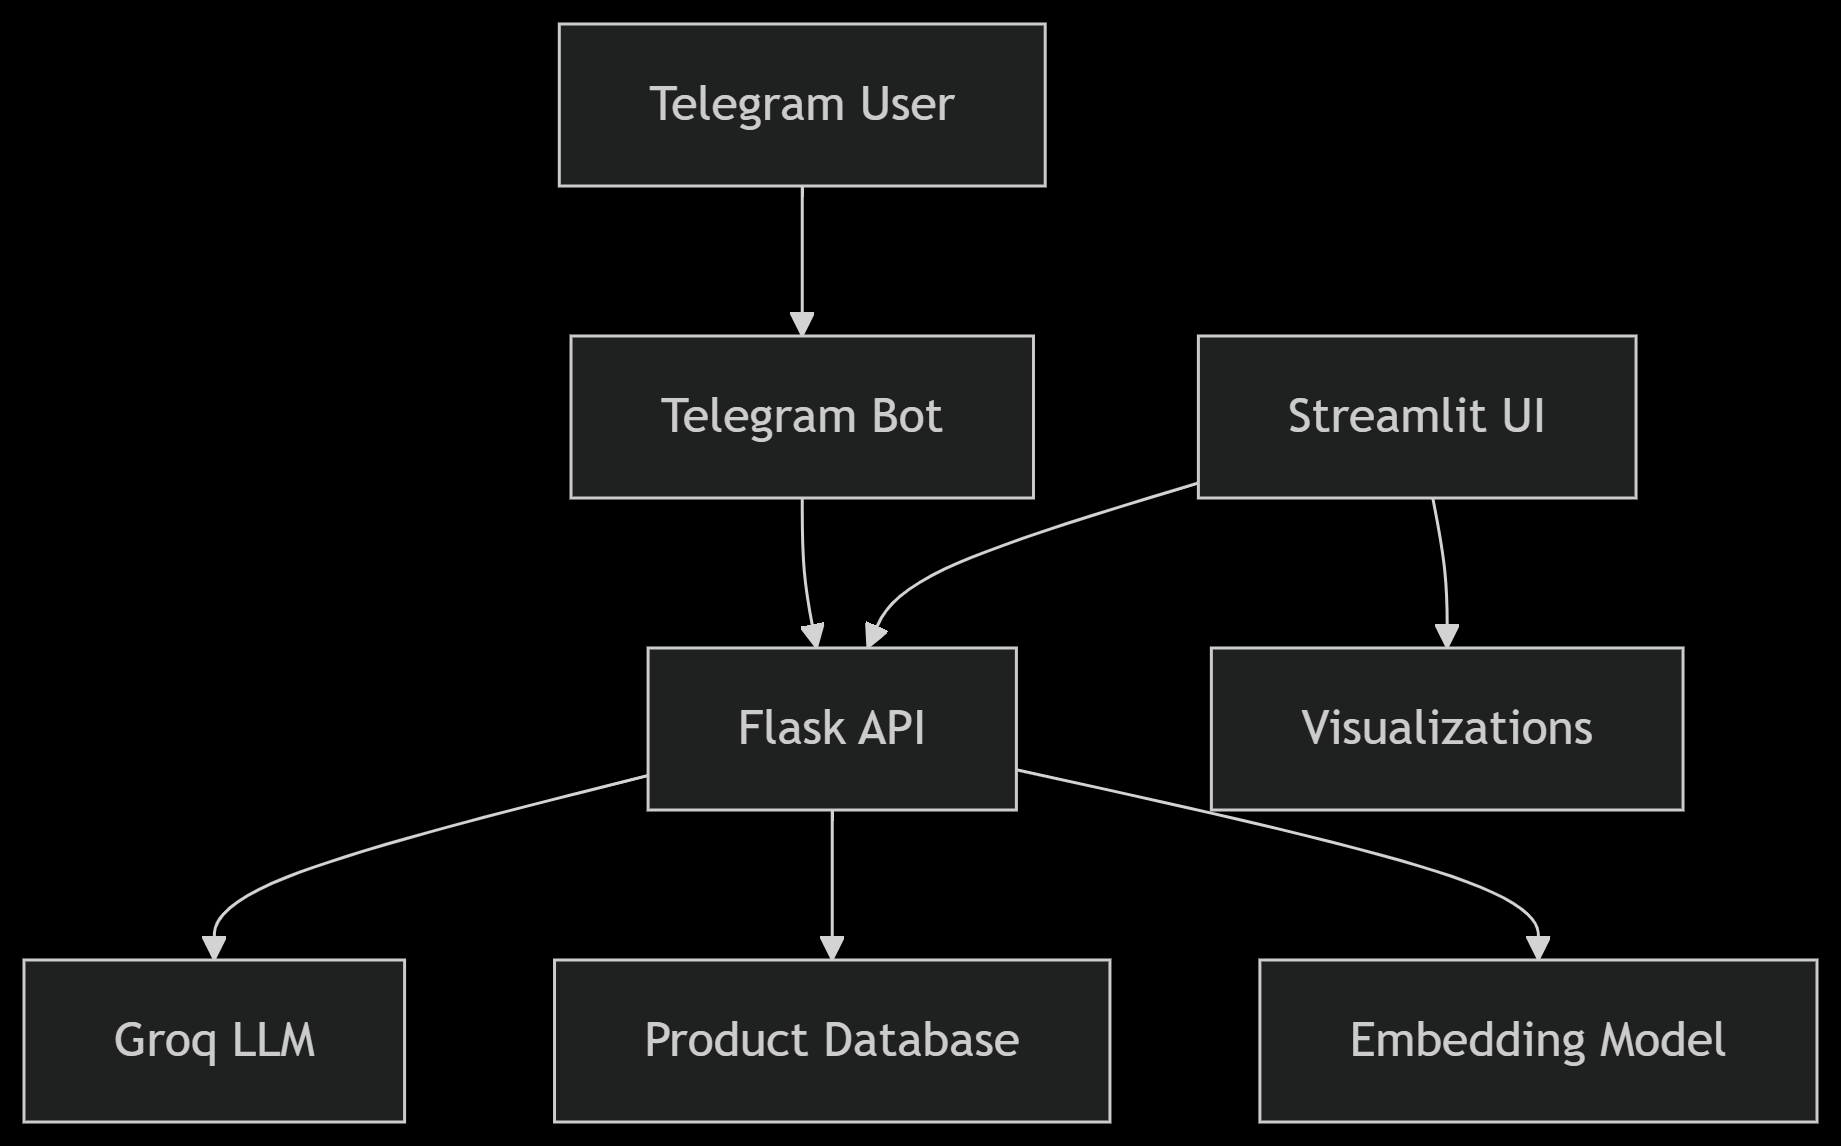 Telegram User
Telegram Bot
Streamlit UI
Flask API
Visualizations
Groq LLM
Product Database
Embedding Model